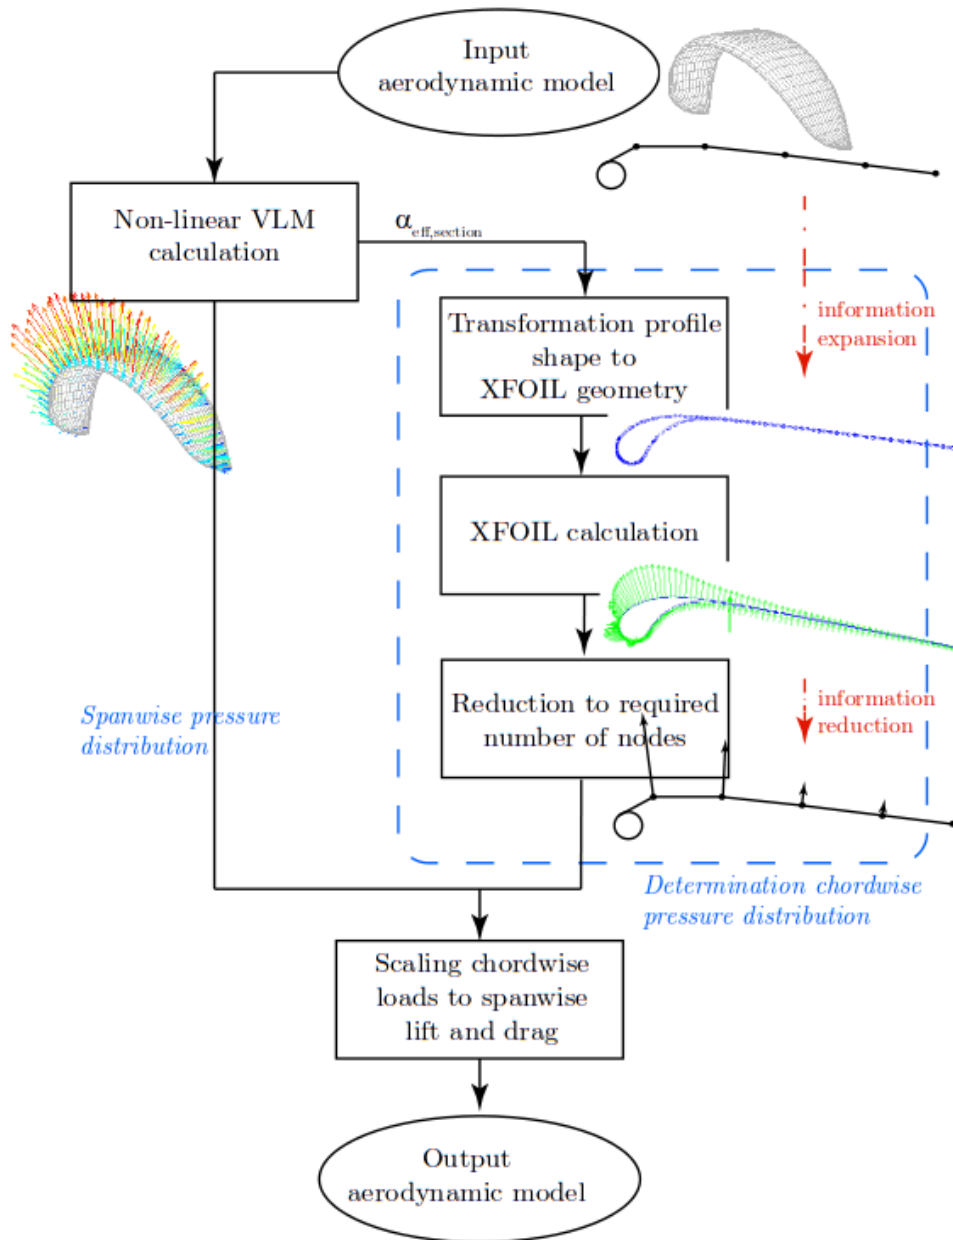 Input
aerodynamic model
Non-linear VLM
calculation
αeff,section
Transformation profile
shape to
XFOIL geometry
information
expansion
XFOIL calculation
Reduction to required
number of nodes
information
reduction
Spanwise pressure
distribution
Determination chordwise
pressure distribution
Scaling chordwise
loads to spanwise
lift and drag
Output
aerodynamic model